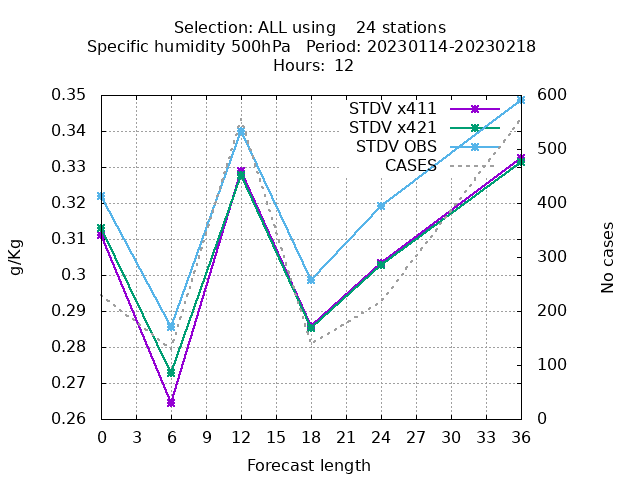 Selection: ALL using    24 stations
Specific humidity 500hPa   Period: 20230114-20230218
Hours:  12
STDV x411
STDV x421
STDV OBS
CASES
g/Kg
0.35
0.34
0.33
0.32
0.31
0.3
0.29
0.28
0.27
0.26
600
500
400
300
200
100
0
No cases
0 3 6 9 12 15 18 21 24 27 30 33 36
Forecast length